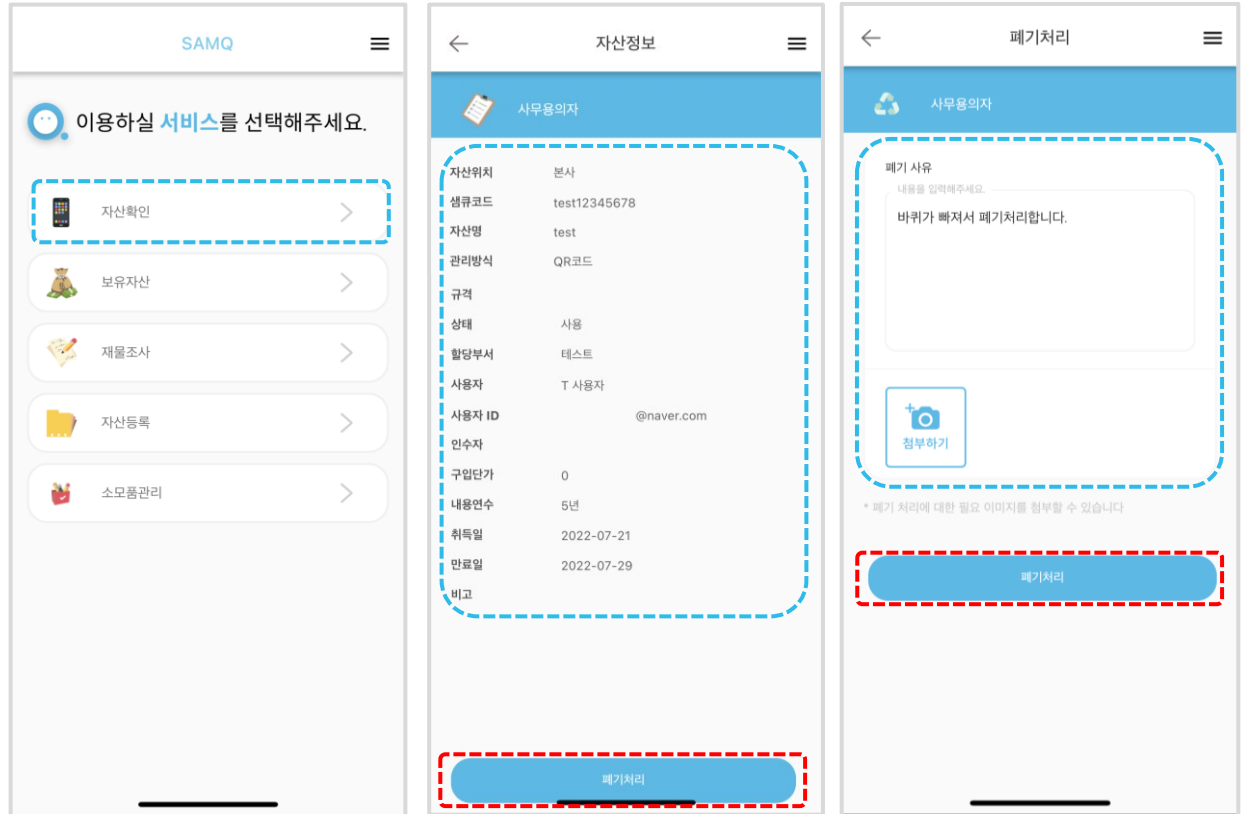 SAMQ
이용하실 서비스를 선택해주세요.
자산확인
보유자산
재물조사
자산등록
소모품관리
자산정보
사무용의자
자산위치 본사
샘큐코드 test12345678
자산명 test
관리방식 QR코드
규격
상태 사용
할당부서 테스트
사용자 T 사용자
사용자 ID @naver.com
인수자
구입단가 0
내용연수 5년
취득일 2022-07-21
만료일 2022-07-29
비고
폐기처리
폐기처리
사무용의자
폐기 사유
내용을 입력해주세요.
바퀴가 빠져서 폐기처리합니다.
첨부하기
* 폐기 처리에 대한 필요 이미지를 첨부할 수 있습니다
폐기처리